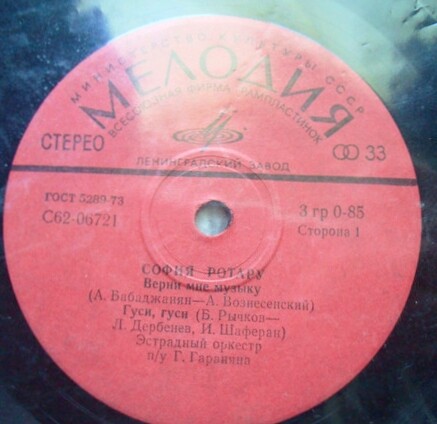 МИНИСТЕРСТВО КУЛЬТУРЫ СССР
МЕЛОДИЯ
ВСЕСОЮЗНАЯ ФИРМА ГРАМПЛАСТИНОК
СТЕРЕО
33
ЛЕНИНГРАДСКИЙ ЗАВОД
ГОСТ 5289-73
3 гр 0-85
С62-06721
Сторона 1
СОФИЯ РОТАРУ
Верни мне музыку
(А. Бабаджанян—А. Вознесенский)
Гуси, гуси (Б. Рычков—
Л. Дербенев, И. Шаферан)
Эстрадный оркестр
п/у Г. Гараняна